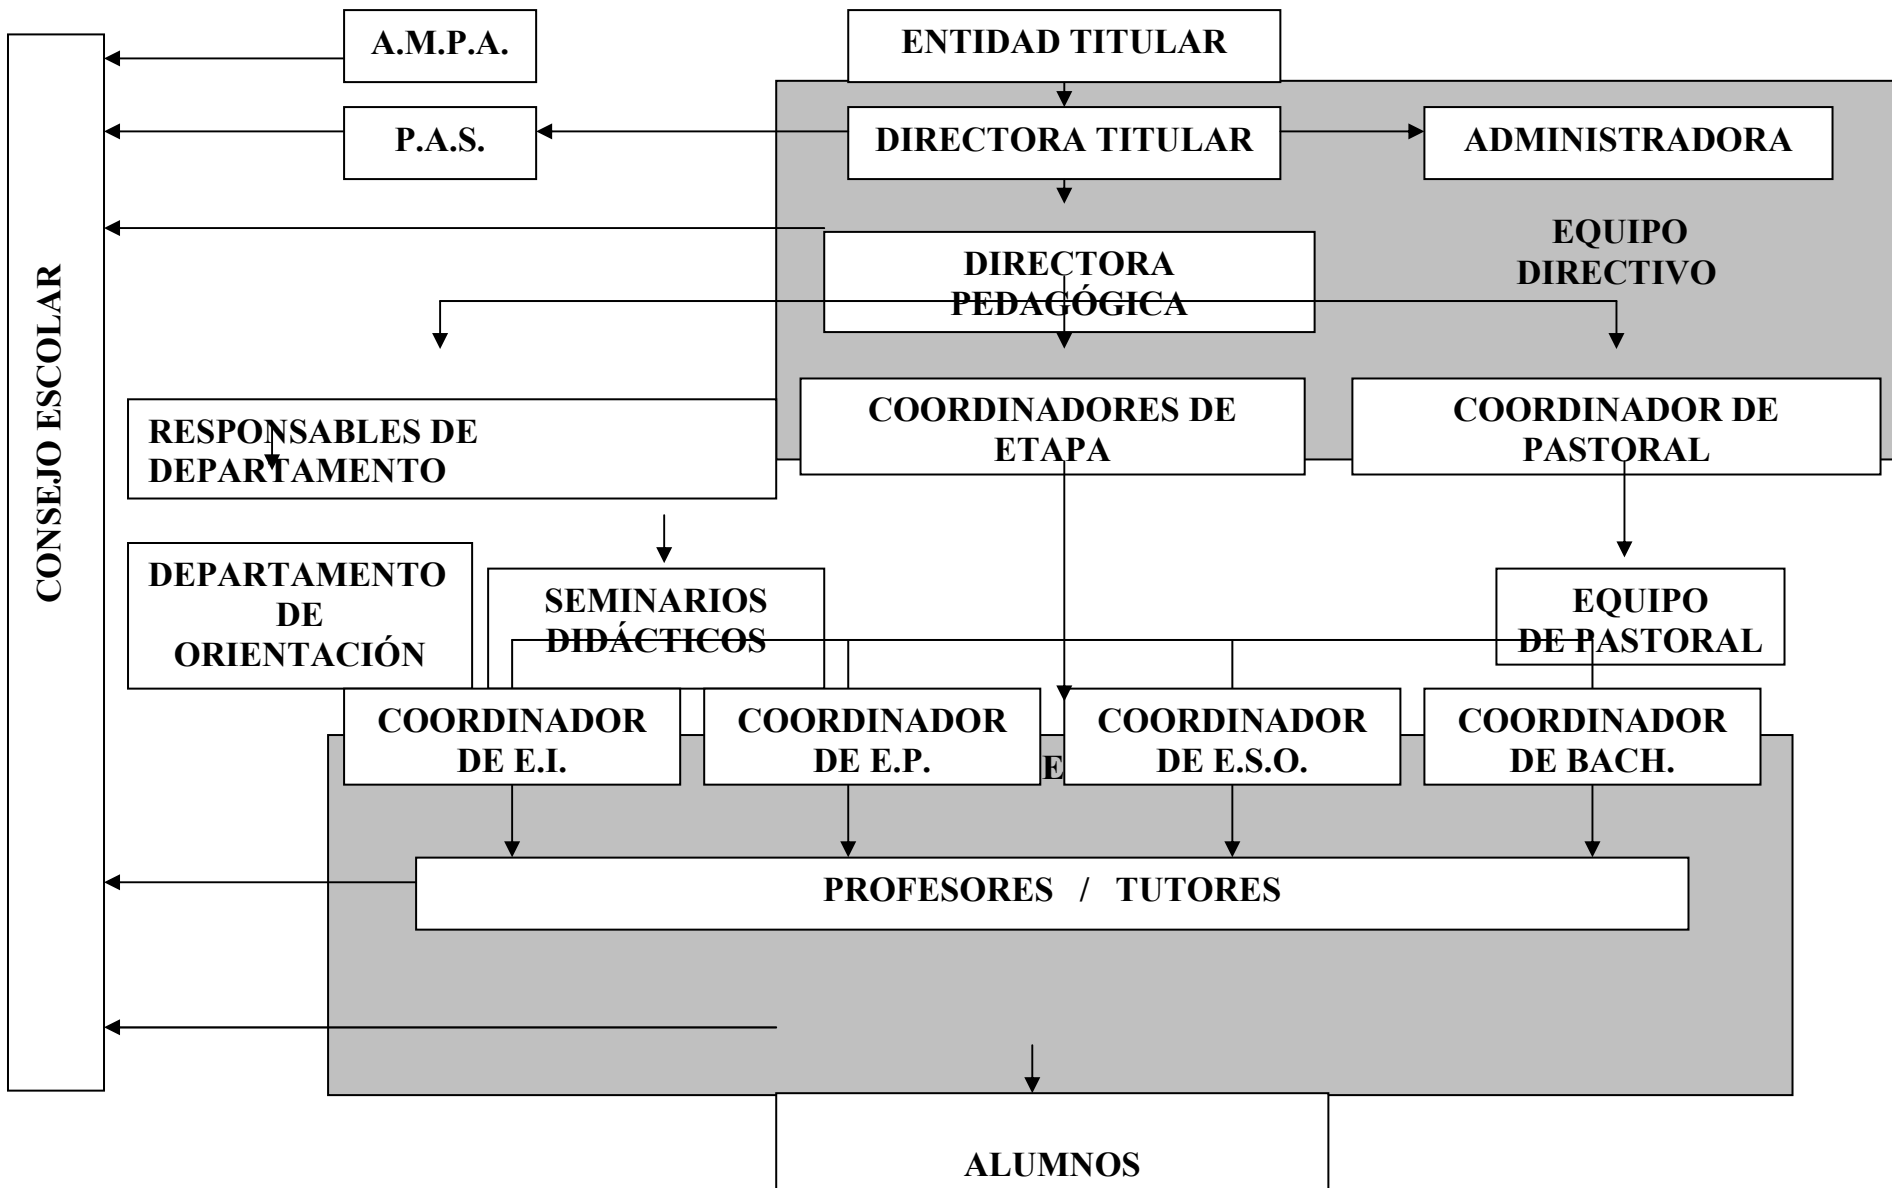 A.M.P.A.
ENTIDAD TITULAR
P.A.S.
DIRECTORA TITULAR
ADMINISTRADORA
EQUIPO
DIRECTIVO
DIRECTORA
PEDAGÓGICA
CONSEJO ESCOLAR
RESPONSABLES DE
DEPARTAMENTO
COORDINADORES DE
ETAPA
COORDINADOR DE
PASTORAL
DEPARTAMENTO
DE
ORIENTACIÓN
SEMINARIOS
DIDÁCTICOS
EQUIPO
DE PASTORAL
COORDINADOR
DE E.I.
COORDINADOR
DE E.P.
COORDINADOR
DE E.S.O.
COORDINADOR
DE BACH.
PROFESORES / TUTORES
ALUMNOS